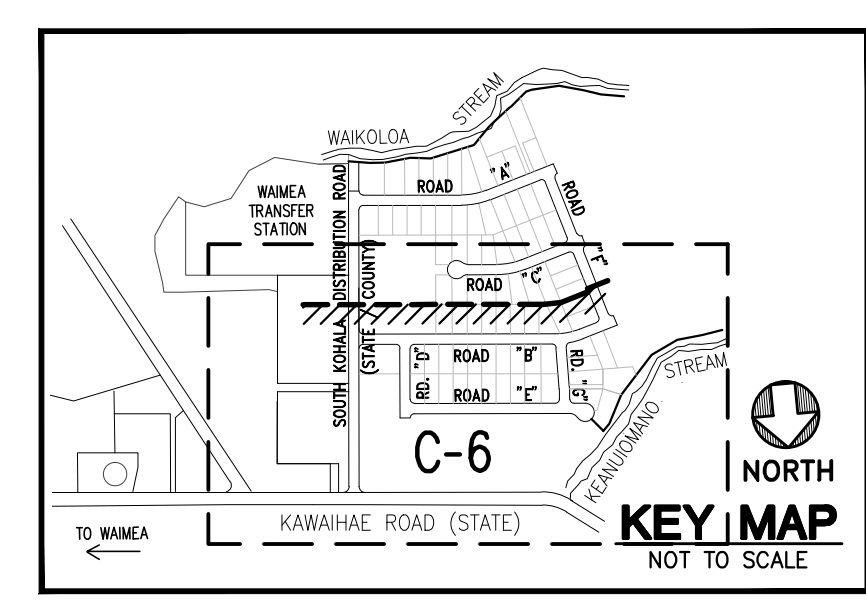 WAIKOLOA STREAM
WAIMEA
TRANSFER
STATION
SOUTH KOHALA DISTRIBUTION ROAD
(STATE COUNTY)
ROAD "A"
ROAD "F"
ROAD "C"
RD. "D"
ROAD "B"
RD. "G"
ROAD "E"
STREAM
KEANUIOMANO
C-6
NORTH
KAWAIHAE ROAD (STATE)
TO WAIMEA
KEY MAP
NOT TO SCALE